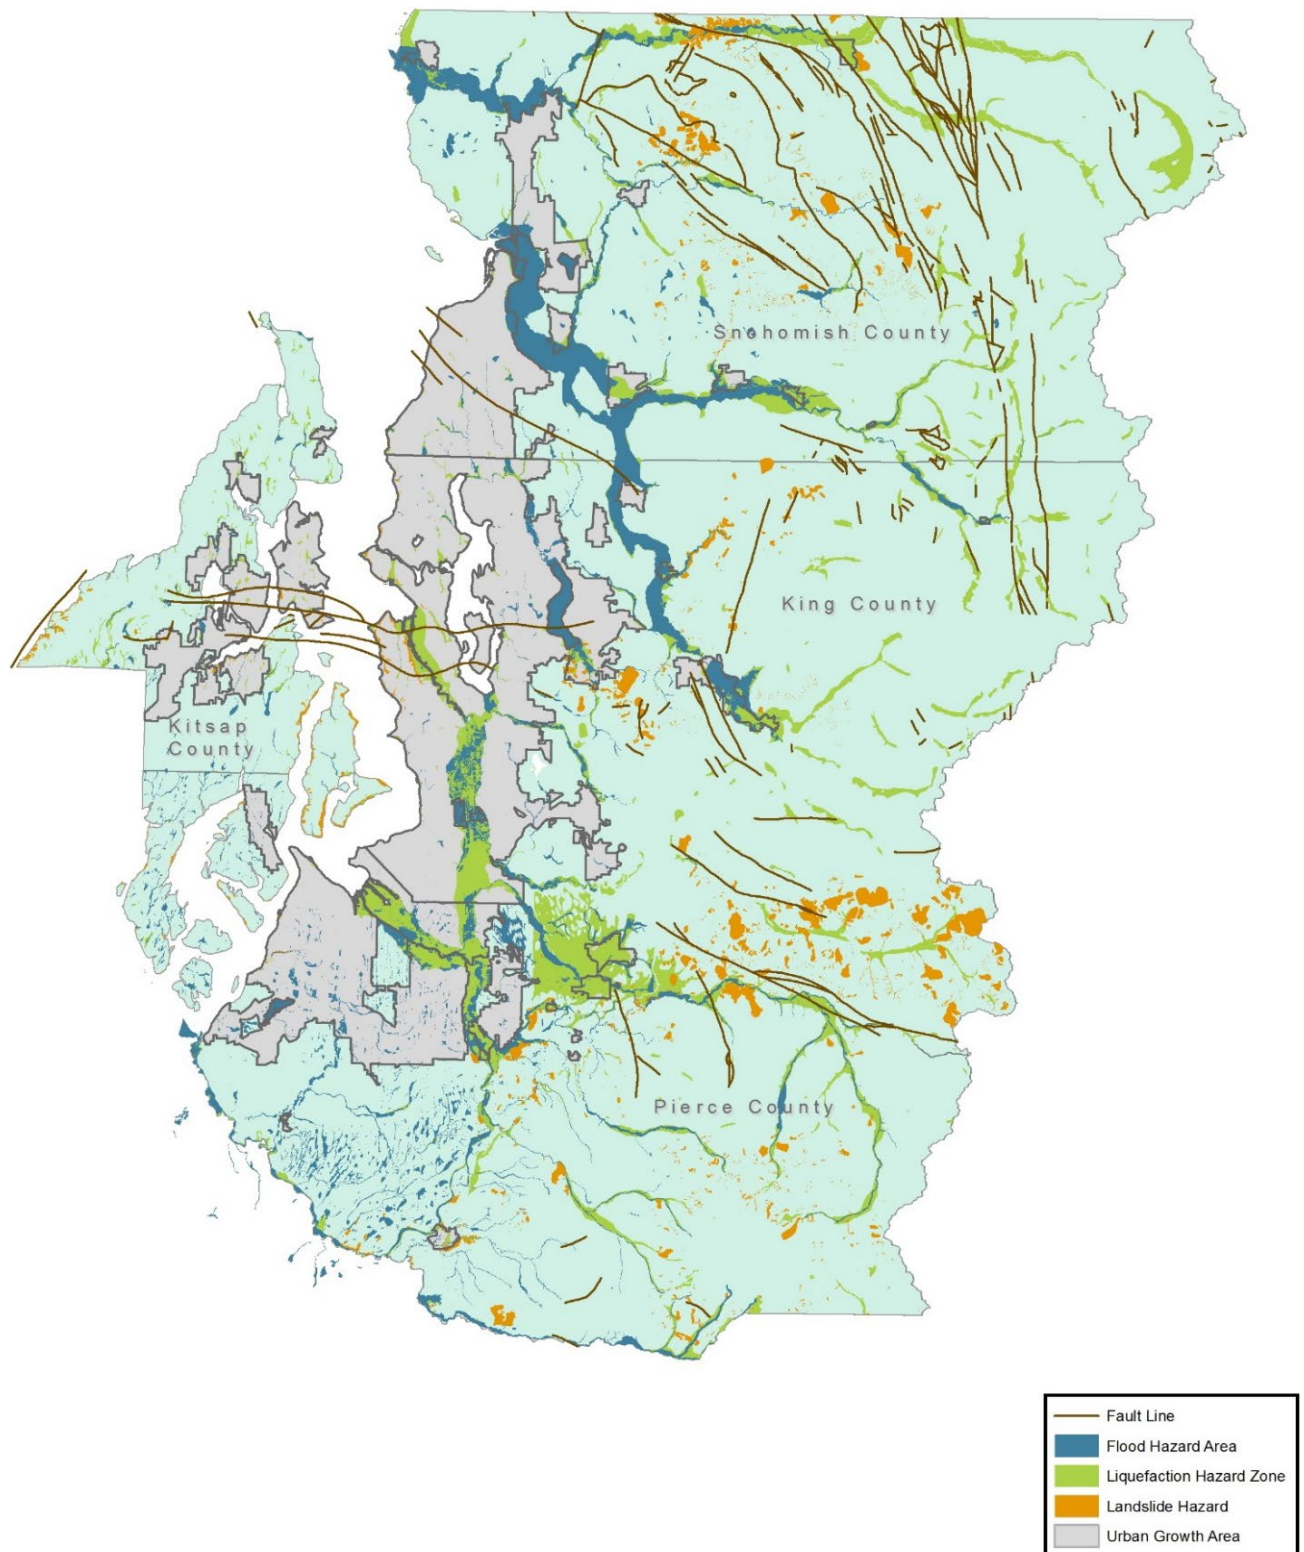 Snohomish County
King County
Kitsap
County
Pierce County
Fault Line
Flood Hazard Area
Liquefaction Hazard Zone
Landslide Hazard
Urban Growth Area